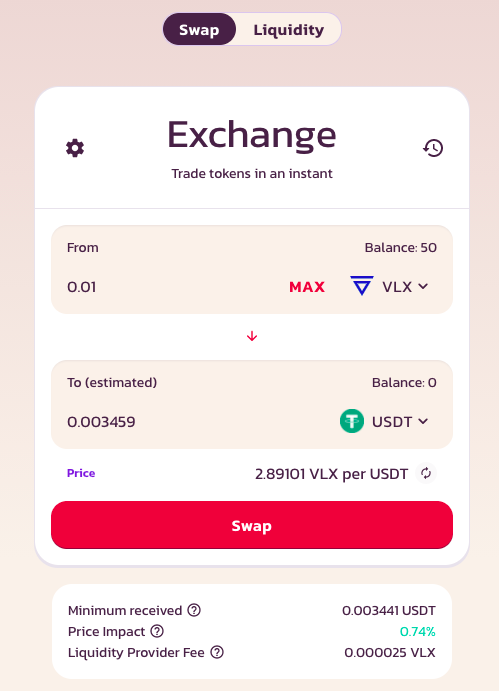 Swap Liquidity
Exchange
Trade tokens in an instant
From Balance: 50
0.01 MAX VLX
To (estimated) Balance: 0
0.003459 USDT
Price 2.89101 VLX per USDT
Swap
Minimum received 0.003441 USDT
Price Impact 0.74%
Liquidity Provider Fee 0.000025 VLX